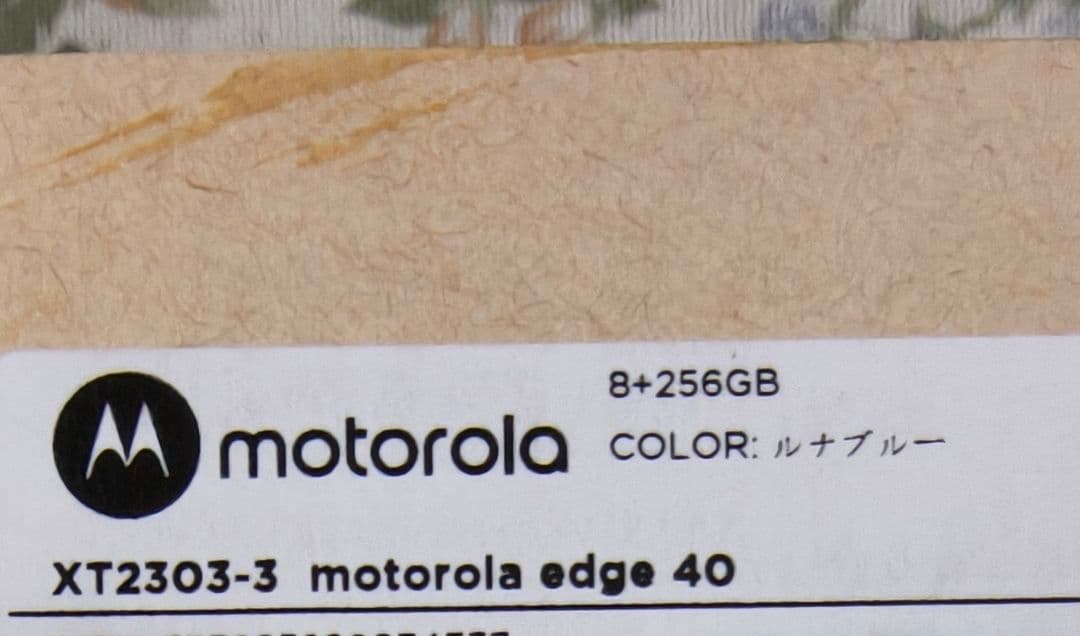 8+256GB
motorola
COLOR: ルナブルー
XT2303-3 motorola edge 40